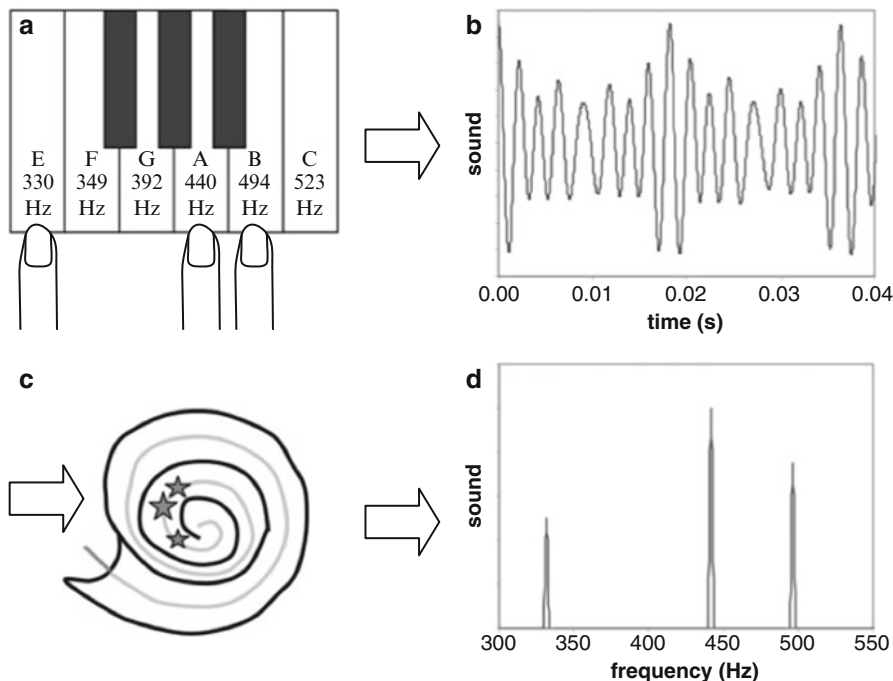 a
E F G A B C
330 349 392 440 494 523
Hz Hz Hz Hz Hz Hz
b
sound
0.00 0.01 0.02 0.03 0.04
time (s)
c
d
sound
300 350 400 450 500 550
frequency (Hz)